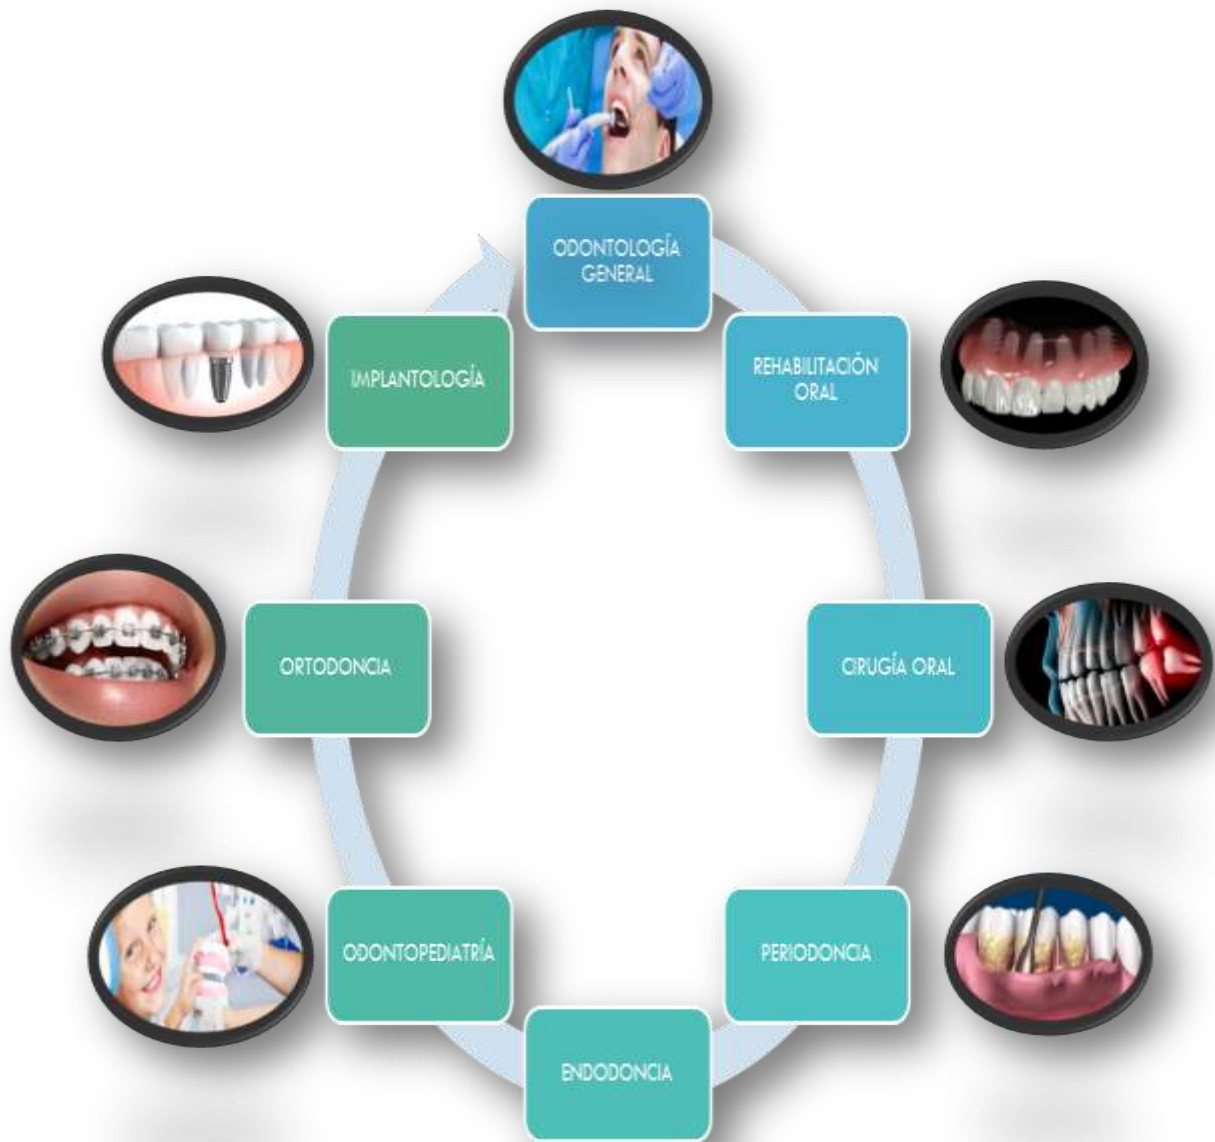 ODONTOLOGÍA
GENERAL
REHABILITACIÓN
ORAL
CIRUGÍA ORAL
PERIODONCIA
ENDODONCIA
ODONTOPEDIATRÍA
ORTODONCIA
IMPLANTOLOGÍA